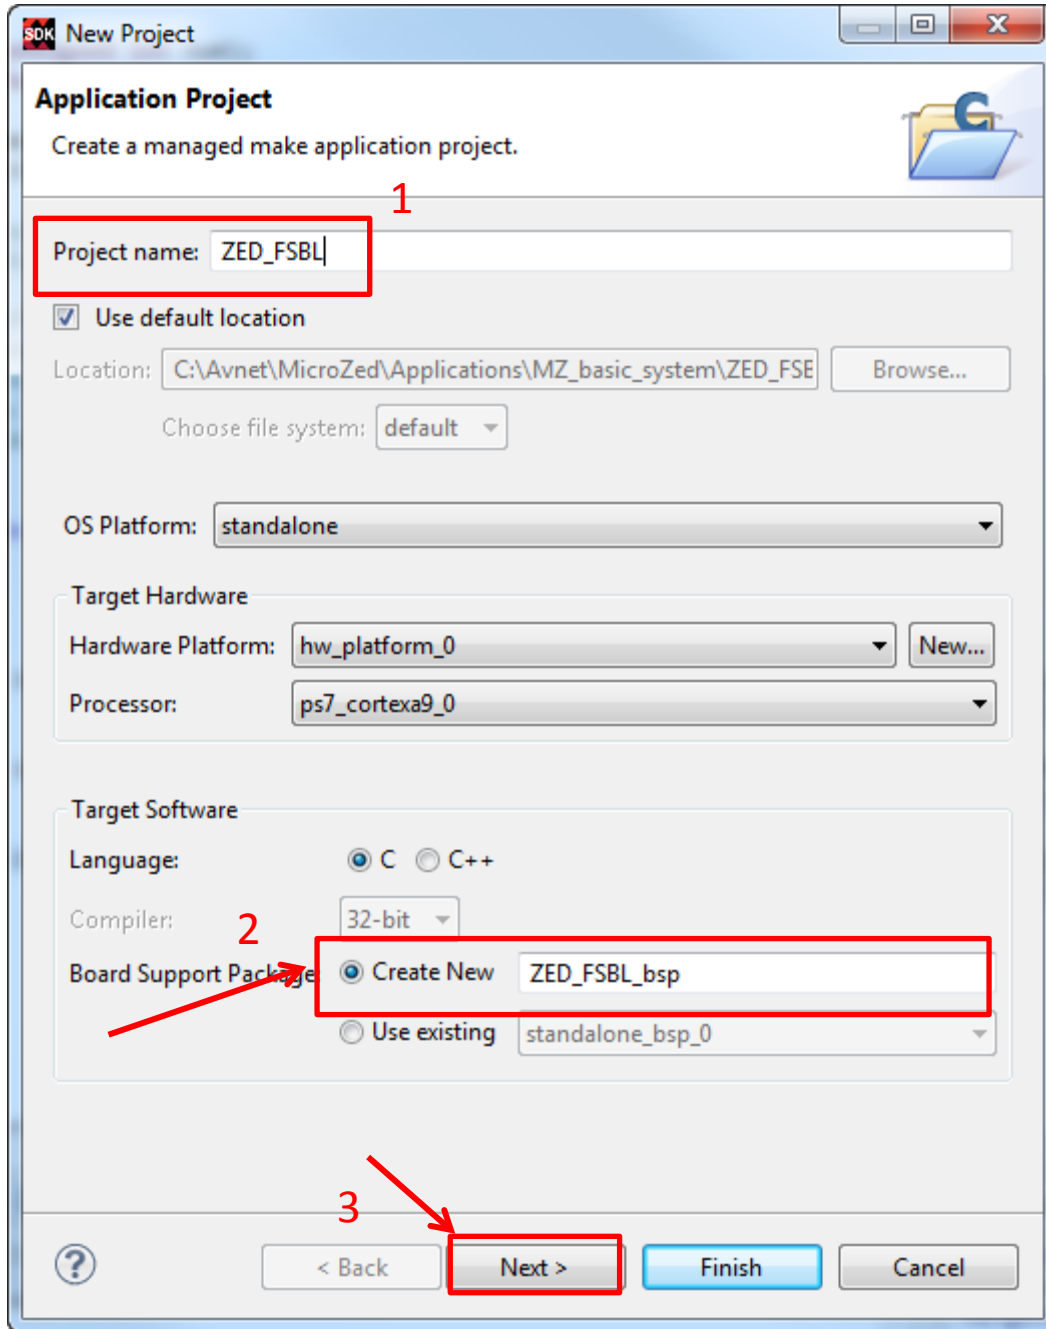 SDK New Project
Application Project
Create a managed make application project.
1
Project name: ZED_FSBL
Use default location
Location: C:\Avnet\MicroZed\Applications\MZ_basic_system\ZED_FSE Browse...
Choose file system: default
OS Platform: standalone
Target Hardware
Hardware Platform: hw_platform_0 New...
Processor: ps7_cortexa9_0
Target Software
Language: C C++
Compiler: 32-bit
2
Board Support Package Create New ZED_FSBL_bsp
Use existing standalone_bsp_0
3
? < Back Next > Finish Cancel